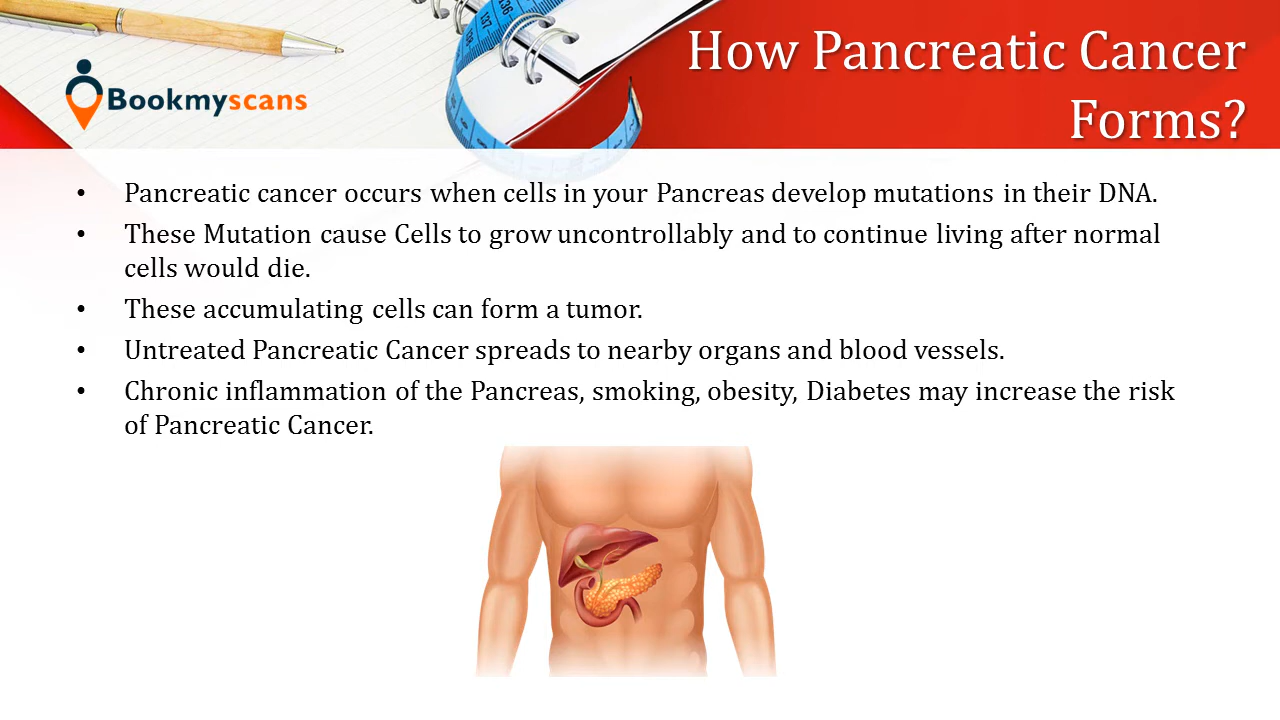 How Pancreatic Cancer
Forms?
Bookmyscans
136
137
• Pancreatic cancer occurs when cells in your Pancreas develop mutations in their DNA.
• These Mutation cause Cells to grow uncontrollably and to continue living after normal
cells would die.
• These accumulating cells can form a tumor.
• Untreated Pancreatic Cancer spreads to nearby organs and blood vessels.
• Chronic inflammation of the Pancreas, smoking, obesity, Diabetes may increase the risk
of Pancreatic Cancer.